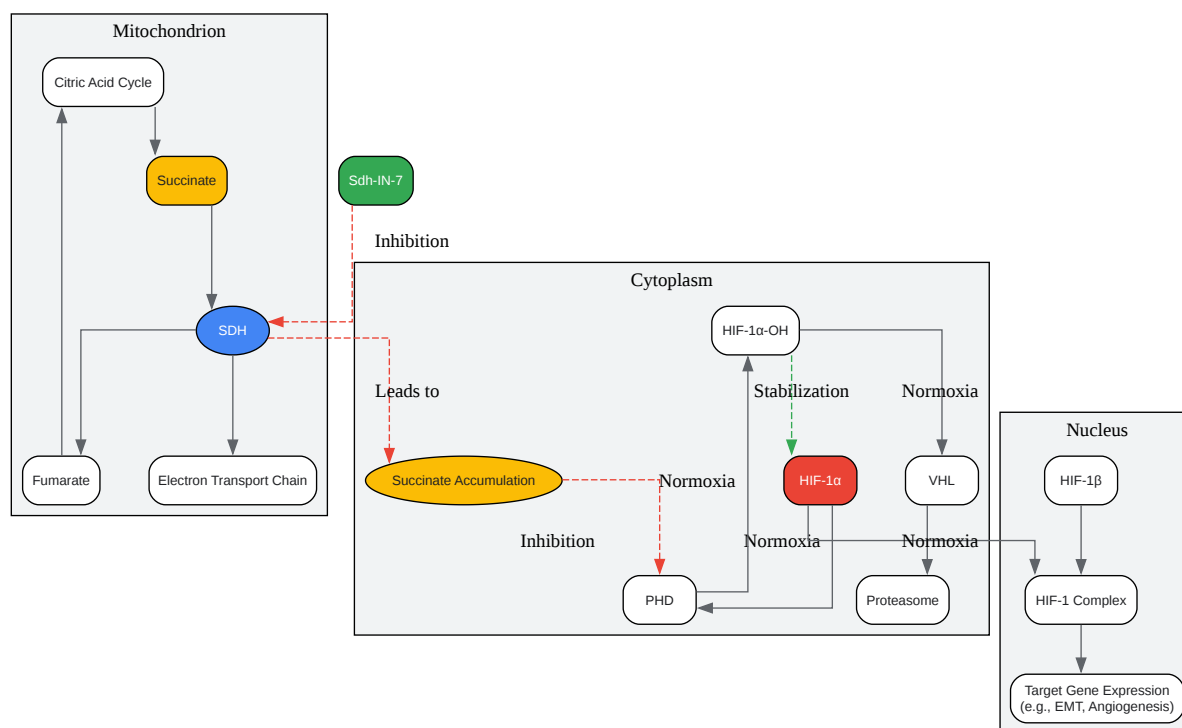 Mitochondrion
Citric Acid Cycle
Succinate
Sdh-IN-7
Inhibition
Cytoplasm
SDH
HIF-1α-OH
Leads to
Stabilization
Normoxia
Nucleus
Fumarate
Electron Transport Chain
Succinate Accumulation
Normoxia
HIF-1α
VHL
HIF-1β
Inhibition
Normoxia
Normoxia
PHD
Proteasome
HIF-1 Complex
Target Gene Expression
(e.g., EMT, Angiogenesis)